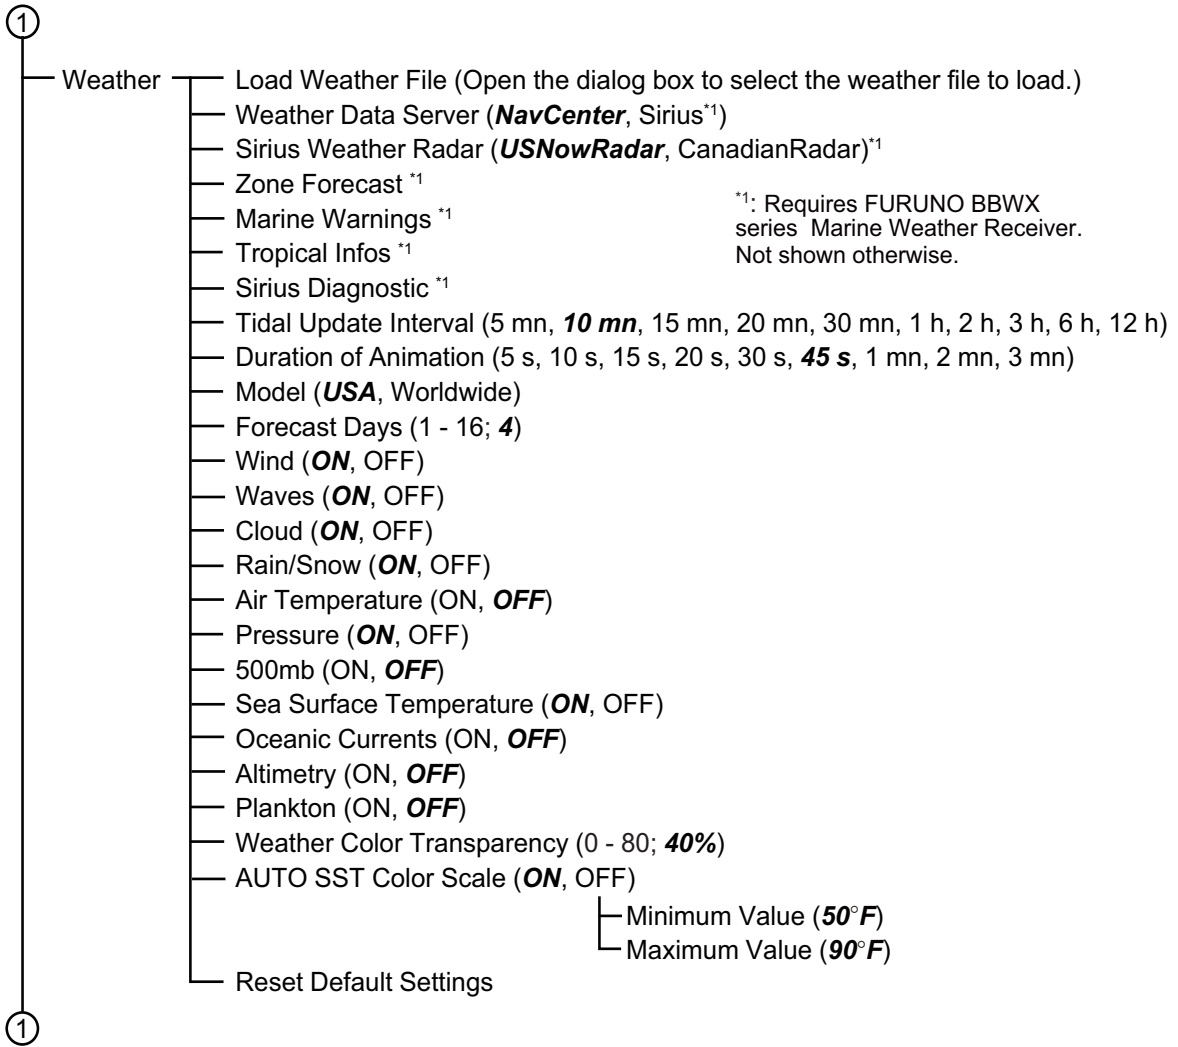 1
Weather
Load Weather File (Open the dialog box to select the weather file to load.)
Weather Data Server (NavCenter, Sirius*1)
Sirius Weather Radar (USNowRadar, CanadianRadar)*1
Zone Forecast *1
Marine Warnings *1
Tropical Infos *1
Sirius Diagnostic *1
*1: Requires FURUNO BBWX
series Marine Weather Receiver.
Not shown otherwise.
Tidal Update Interval (5 mn, 10 mn, 15 mn, 20 mn, 30 mn, 1 h, 2 h, 3 h, 6 h, 12 h)
Duration of Animation (5 s, 10 s, 15 s, 20 s, 30 s, 45 s, 1 mn, 2 mn, 3 mn)
Model (USA, Worldwide)
Forecast Days (1 - 16; 4)
Wind (ON, OFF)
Waves (ON, OFF)
Cloud (ON, OFF)
Rain/Snow (ON, OFF)
Air Temperature (ON, OFF)
Pressure (ON, OFF)
500mb (ON, OFF)
Sea Surface Temperature (ON, OFF)
Oceanic Currents (ON, OFF)
Altimetry (ON, OFF)
Plankton (ON, OFF)
Weather Color Transparency (0 - 80; 40%)
AUTO SST Color Scale (ON, OFF)
Minimum Value (50°F)
Maximum Value (90°F)
Reset Default Settings
1